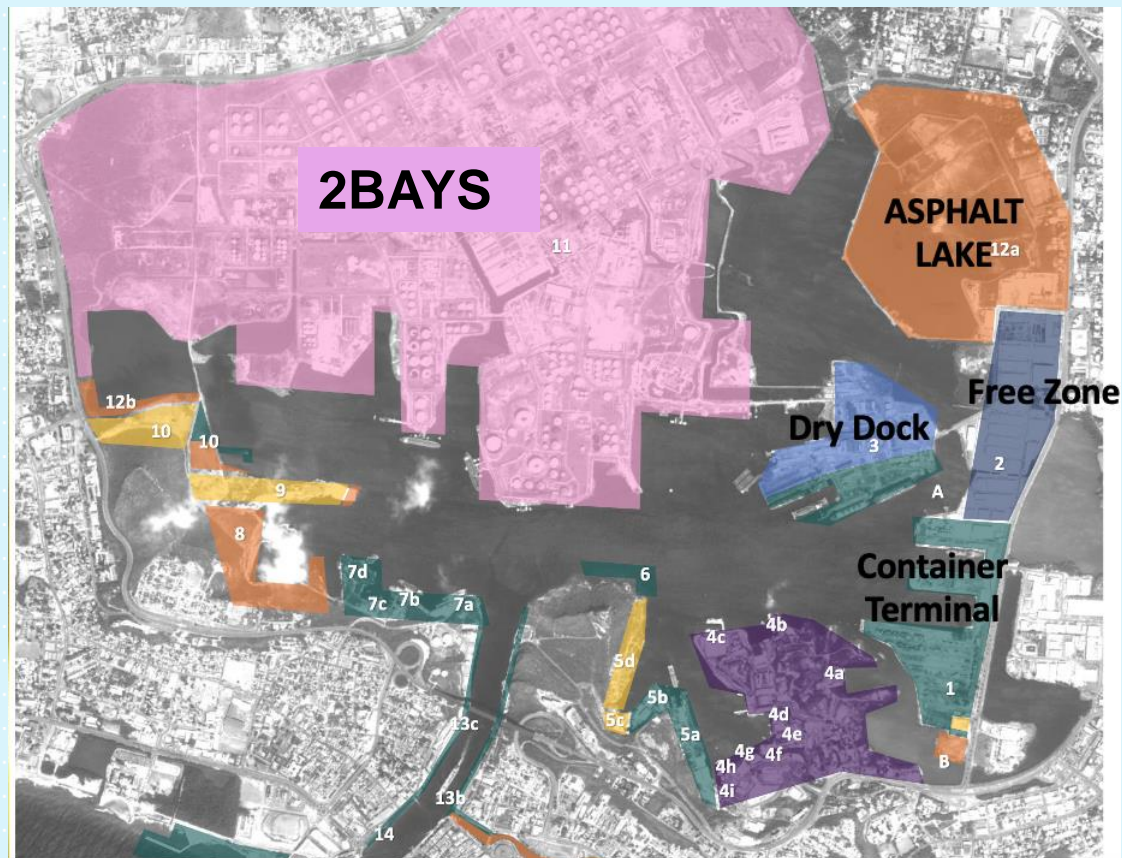 2BAYS
11
ASPHALT
LAKE
12a
12b
10
10
Free Zone
Dry Dock
3
2
9
A
8
Container
Terminal
7d
6
7c
7b
7a
4b
4c
5d
4a
5b
1
4d
5c
13c
5a
4e
4g
4f
B
4h
4i
13b
14